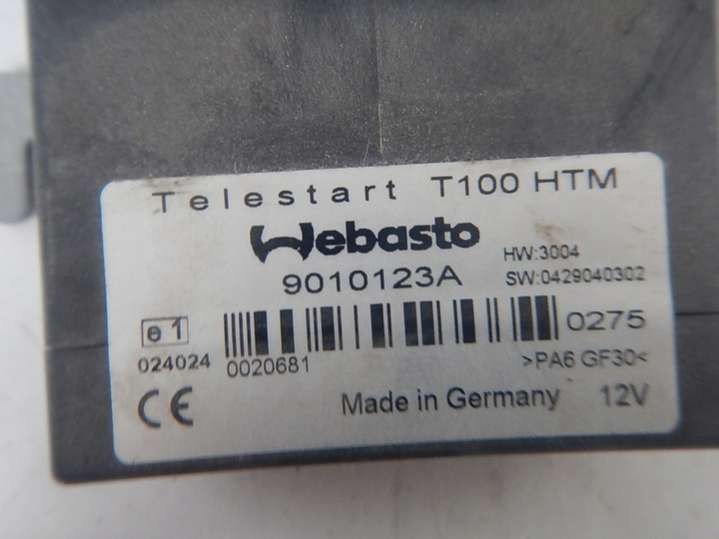 Telestart T100 HTM
Webasto
HW:3004
9010123A
SW:0429040302
e1
0275
024024
0020681
>PA6 GF30<
CE
Made in Germany 12V